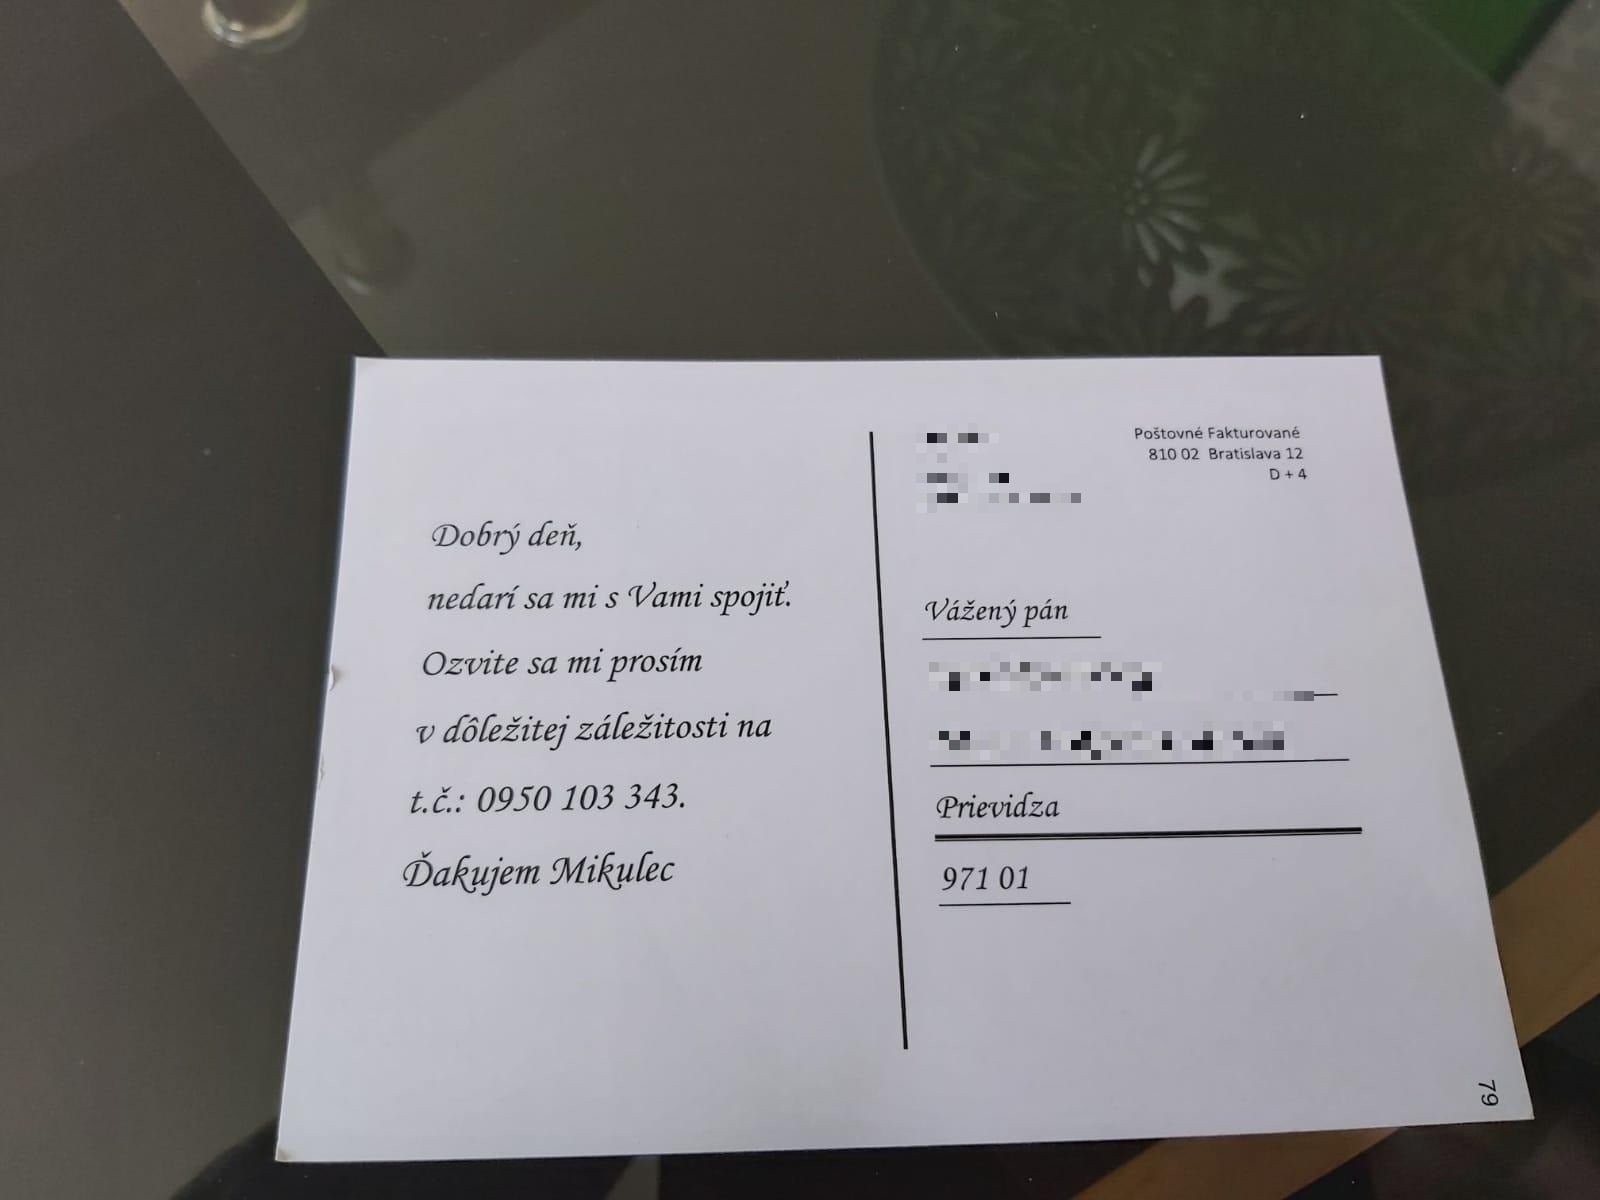 Dobrý deň,
nedarí sa mi s Vami spojiť.
Ozvite sa mi prosím
v dôležitej záležitosti na
t.č.: 0950 103 343.
Ďakujem Mikulec
Poštovné Fakturované
810 02 Bratislava 12
D + 4
Vážený pán
Prievidza
971 01
79